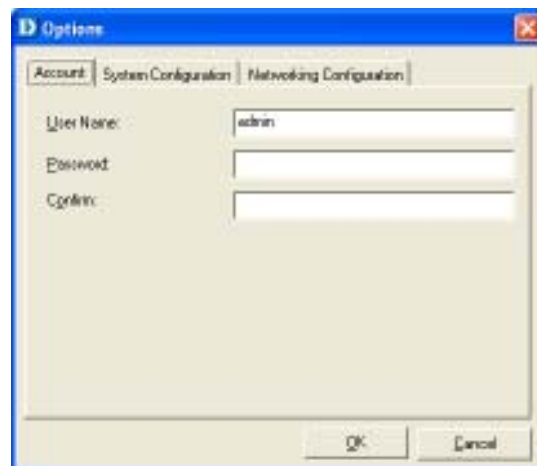 D Options
Account System Configuration Networking Configuration
User Name: admin
Password:
Confirm:
OK Cancel